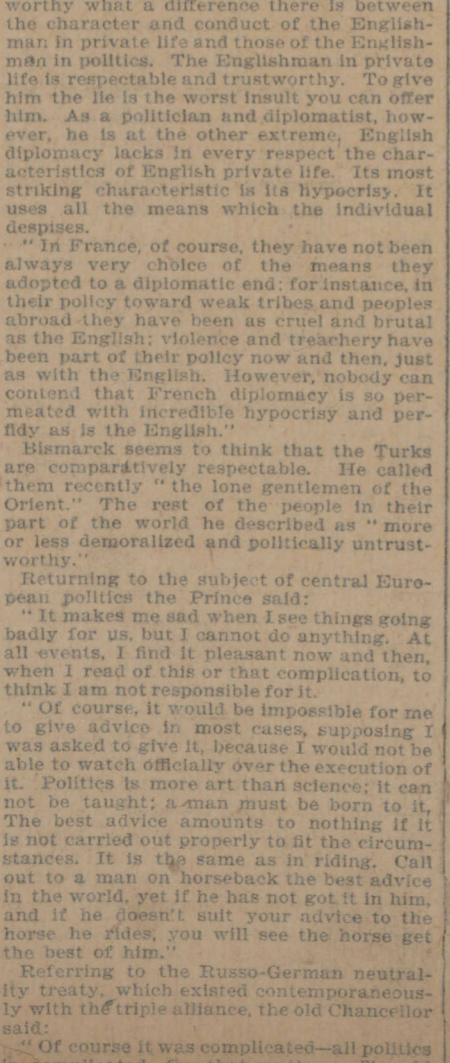 worthy what a difference there is between
the character and conduct of the English-
man in private life and those of the English-
man in politics. The Englishman in private
life is respectable and trustworthy. To give
him the lie is the worst insult you can offer
him. As a politician and diplomatist, how-
ever, he is at the other extreme. English
diplomacy lacks in every respect the char-
acteristics of English private life. Its most
striking characteristic is its hypocrisy. It
uses all the means which the individual
despises.
"In France, of course, they have not been
always very choice of the means they
adopted to a diplomatic end; for instance, in
their policy toward weak tribes and peoples
abroad they have been as cruel and brutal
as the English; violence and treachery have
been part of their policy now and then, just
as with the English. However, nobody can
contend that French diplomacy is so per-
meated with incredible hypocrisy and per-
fidy as is the English."
Bismarck seems to think that the Turks
are comparatively respectable. He called
them recently "the lone gentlemen of the
Orient." The rest of the people in their
part of the world he described as "more
or less demoralized and politically untrust-
worthy."
Returning to the subject of central Euro-
pean politics the Prince said:
"It makes me sad when I see things going
badly for us, but I cannot do anything. At
all events, I find it pleasant now and then,
when I read of this or that complication, to
think I am not responsible for it.
"Of course, it would be impossible for me
to give advice in most cases, supposing I
was asked to give it, because I would not be
able to watch officially over the execution of
it. Politics is more art than science; it can
not be taught; a man must be born to it.
The best advice amounts to nothing if it
is not carried out properly to fit the circum-
stances. It is the same as in riding. Call
out to a man on horseback the best advice
in the world, yet if he has not got it in him,
and if he doesn't suit your advice to the
horse he rides, you will see the horse get
the best of him."
Referring to the Russo-German neutral-
ity treaty, which existed contemporaneous-
ly with the triple alliance, the old Chancellor
said:
"Of course it was complicated—all politics